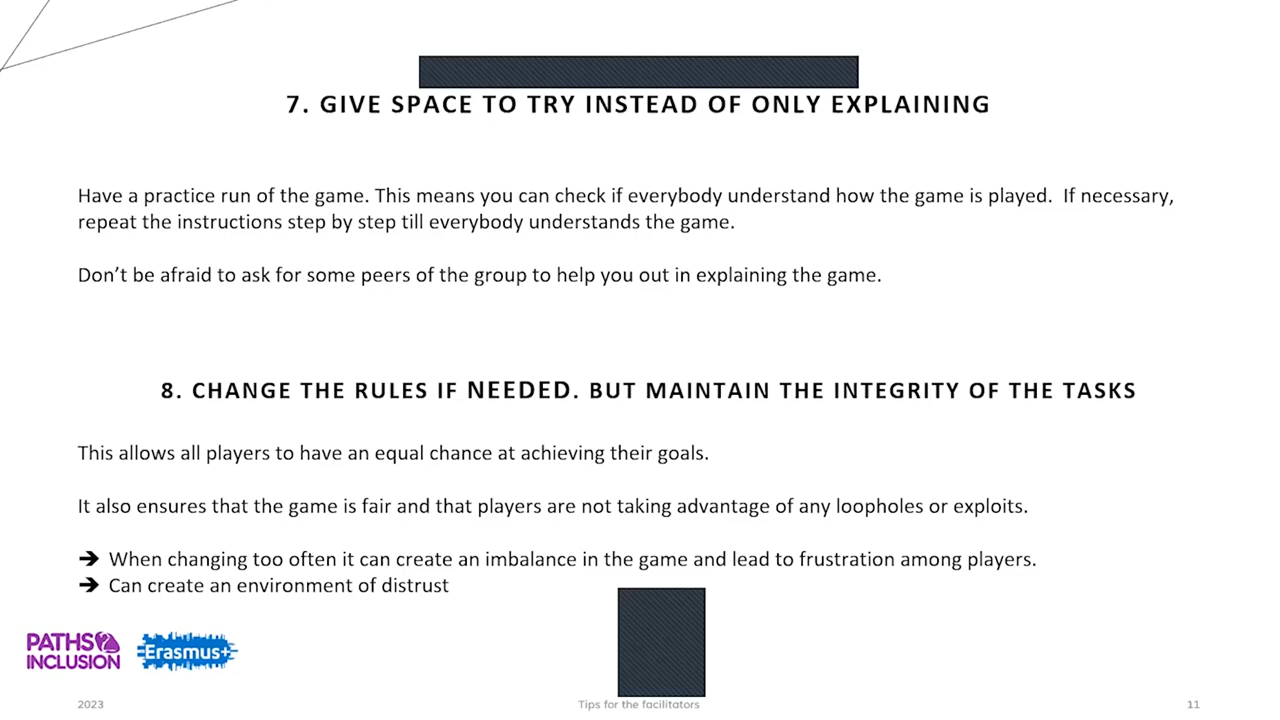 7. GIVE SPACE TO TRY INSTEAD OF ONLY EXPLAINING
Have a practice run of the game. This means you can check if everybody understand how the game is played.  If necessary,
repeat the instructions step by step till everybody understands the game.
Don’t be afraid to ask for some peers of the group to help you out in explaining the game.
8. CHANGE THE RULES IF NEEDED. BUT MAINTAIN THE INTEGRITY OF THE TASKS
This allows all players to have an equal chance at achieving their goals.
It also ensures that the game is fair and that players are not taking advantage of any loopholes or exploits.
➔ When changing too often it can create an imbalance in the game and lead to frustration among players.
➔ Can create an environment of distrust
PATHS2
INCLUSION
Erasmus+
2023
Tips for the facilitators
11